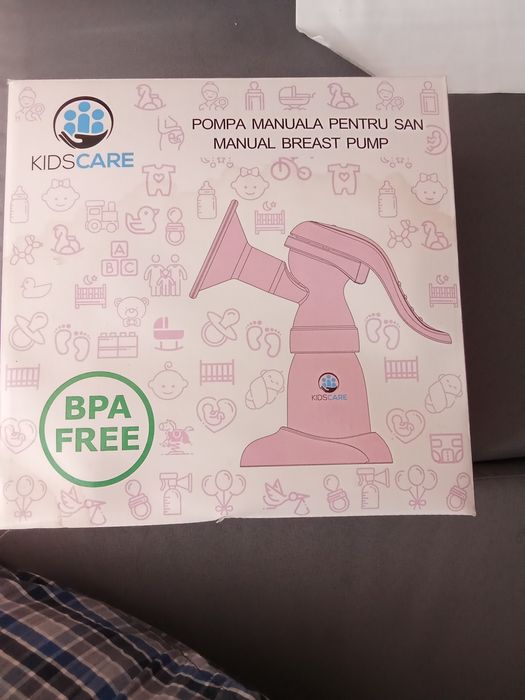 KIDSCARE
POMPA MANUALA PENTRU SAN
MANUAL BREAST PUMP
A
B C
KIDSCARE
BPA
FREE